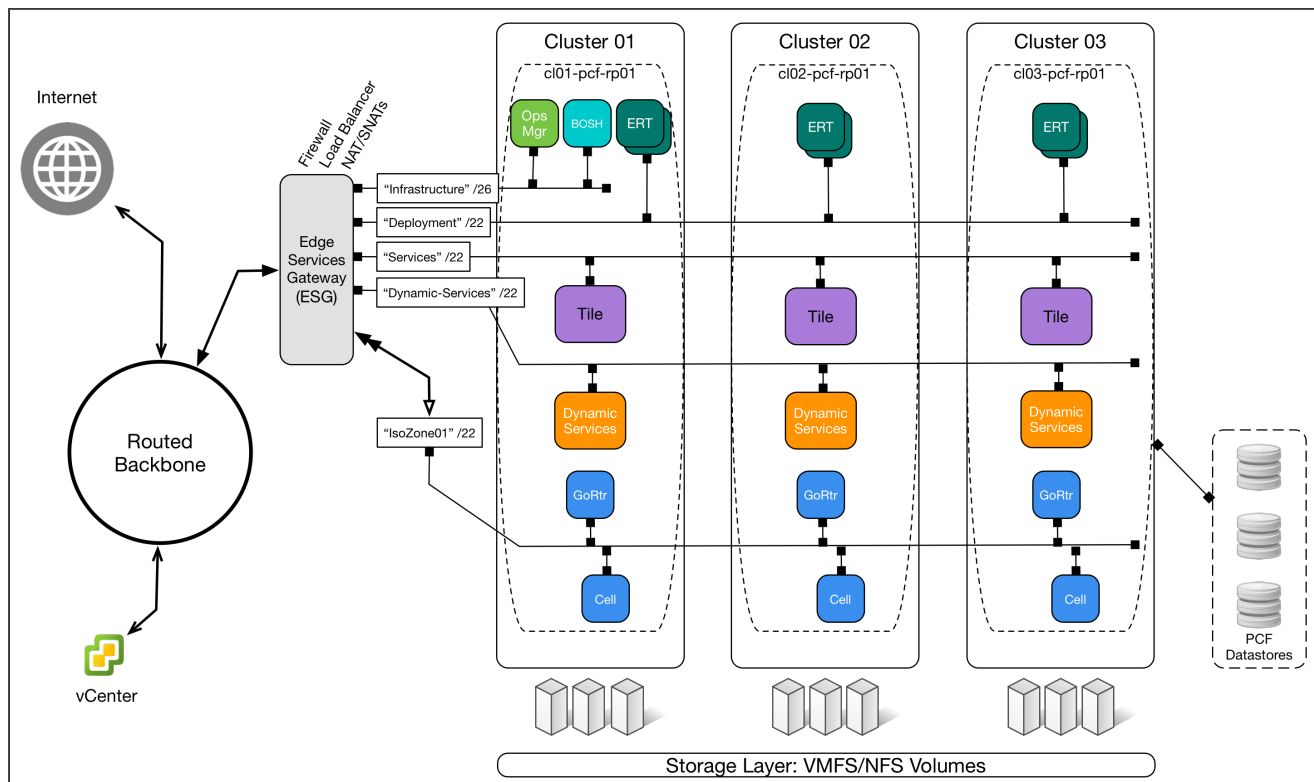 Internet
Firewall
Load Balancer
NAT/SNATs
Edge
Services
Gateway
(ESG)
Routed
Backbone
vCenter
“Infrastructure” /26
“Deployment” /22
“Services” /22
“Dynamic-Services” /22
“IsoZone01” /22
Cluster 01
cl01-pcf-rp01
Ops
Mgr
BOSH
ERT
Tile
Dynamic
Services
GoRtr
Cell
Cluster 02
cl02-pcf-rp01
ERT
Tile
Dynamic
Services
GoRtr
Cell
Cluster 03
cl03-pcf-rp01
ERT
Tile
Dynamic
Services
GoRtr
Cell
PCF
Datastores
Storage Layer: VMFS/NFS Volumes